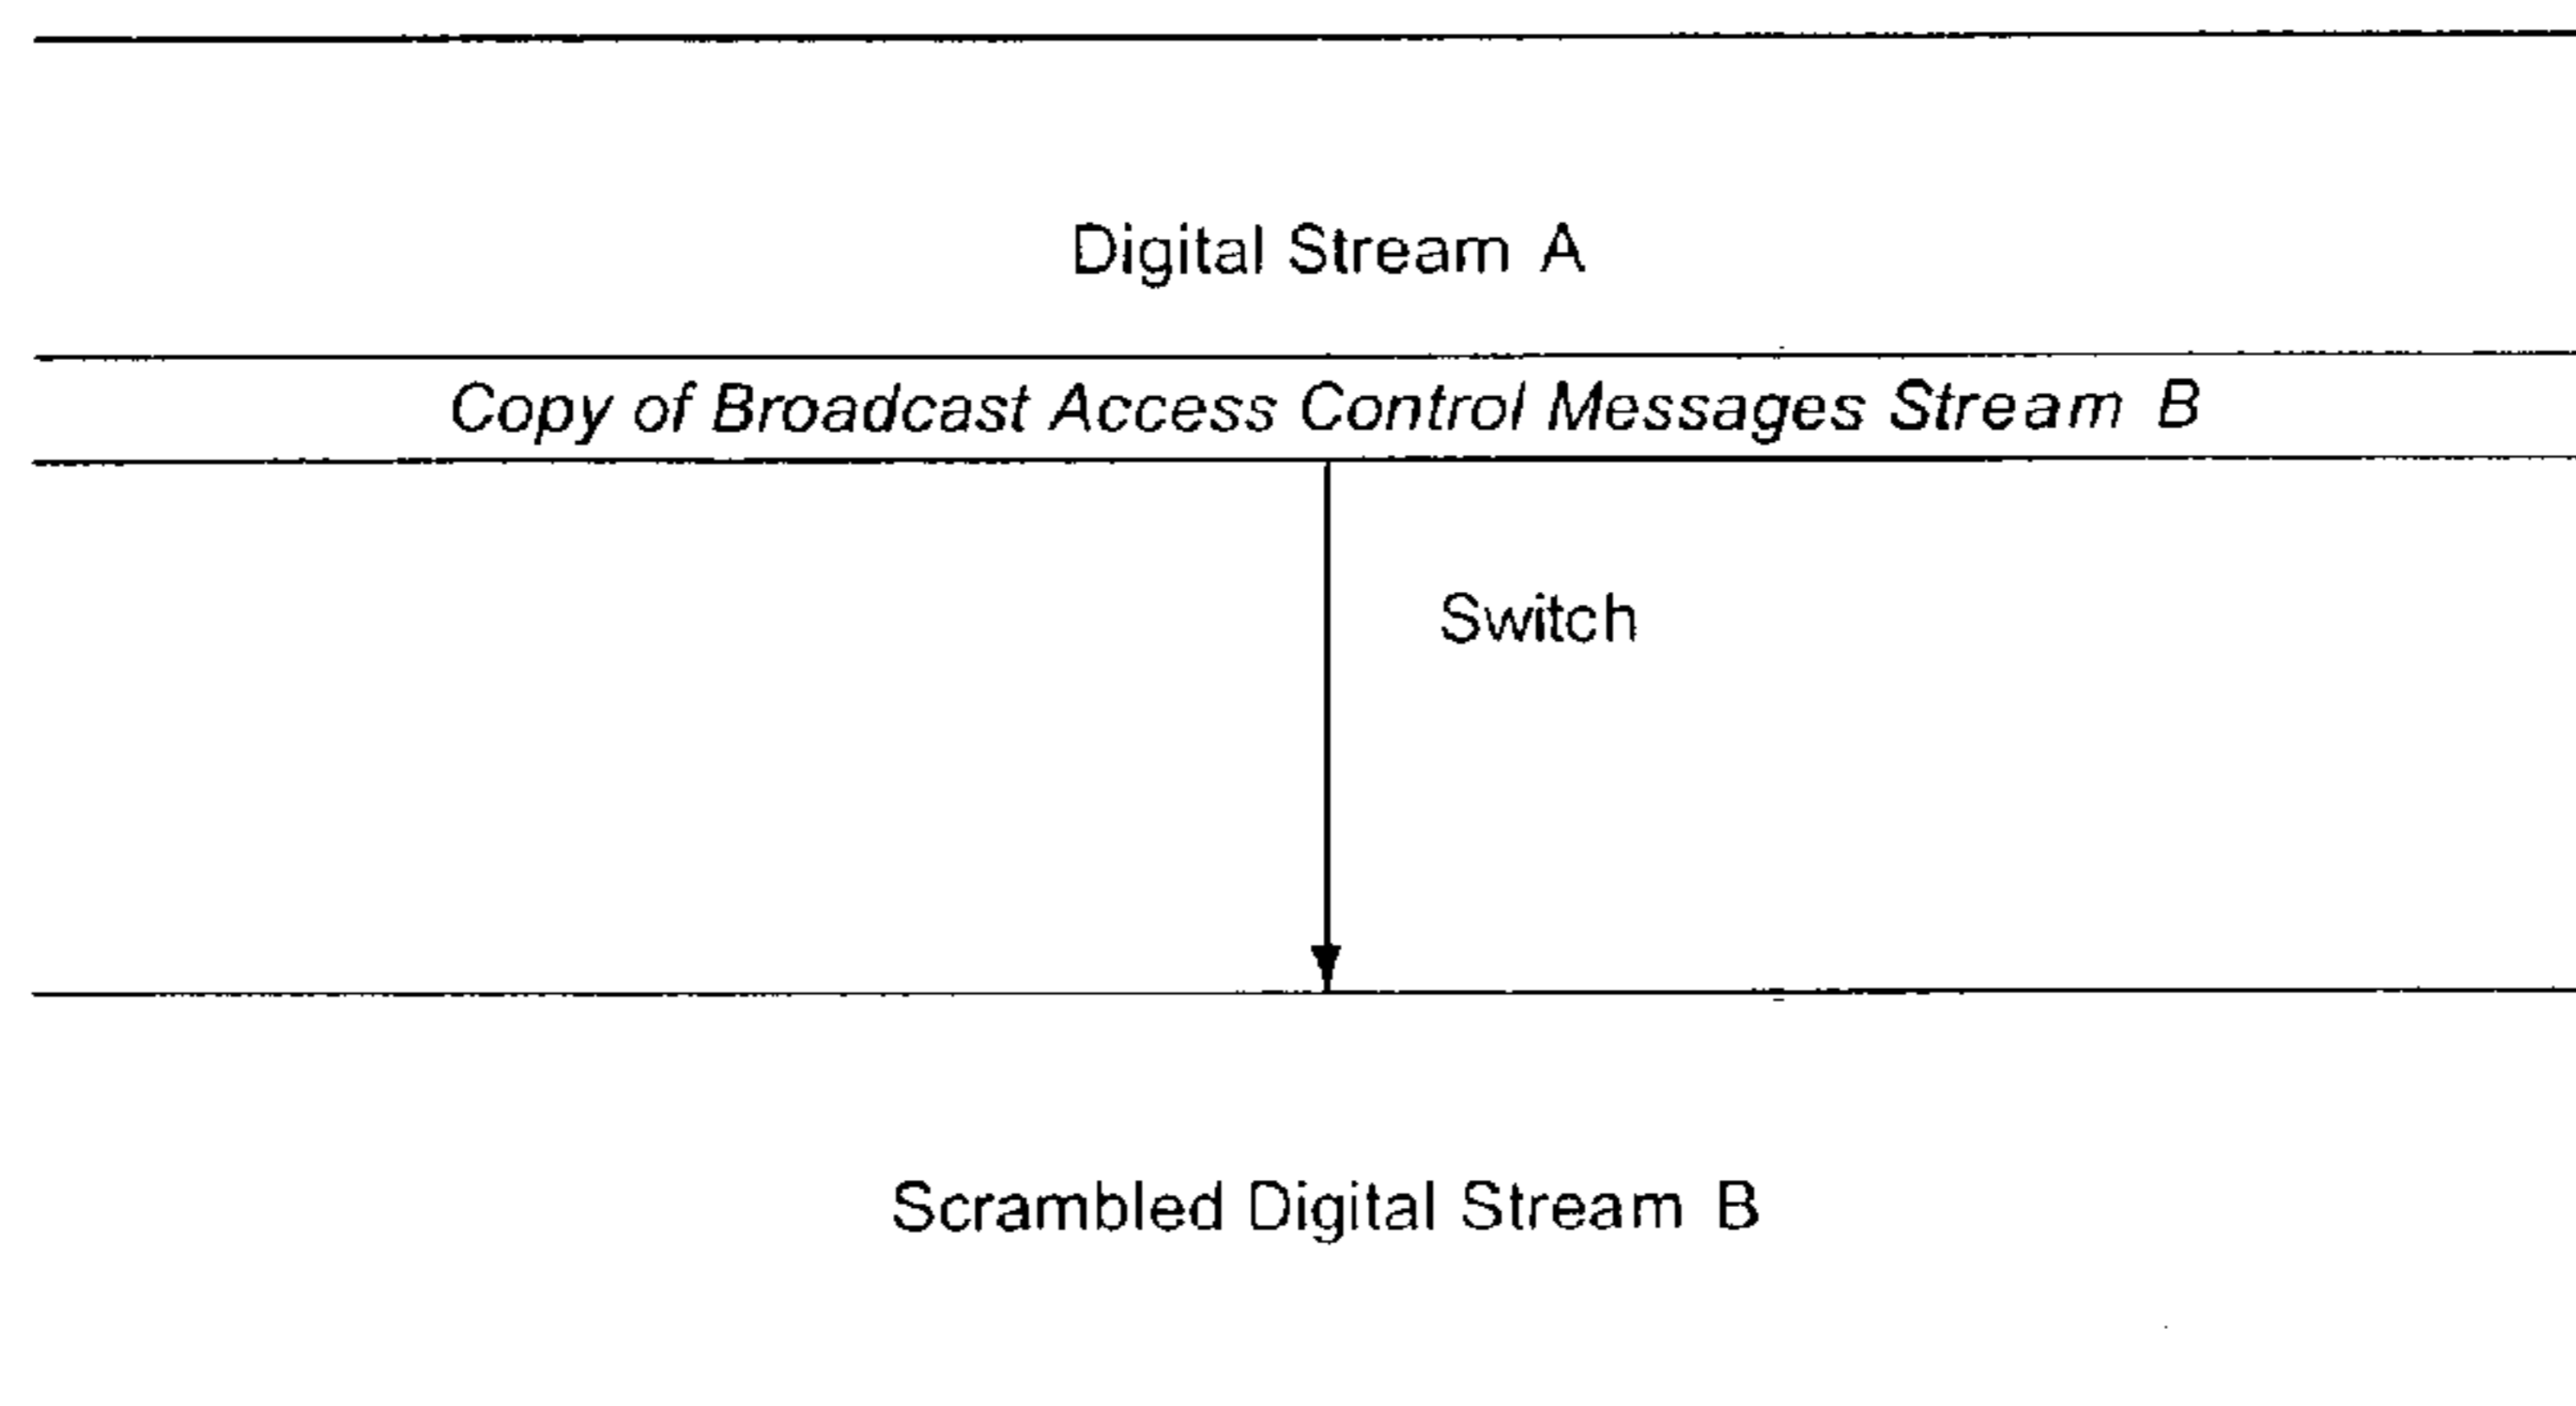 Digital Stream A
Copy of Broadcast Access Control Messages Stream B
Switch
Scrambled Digital Stream B